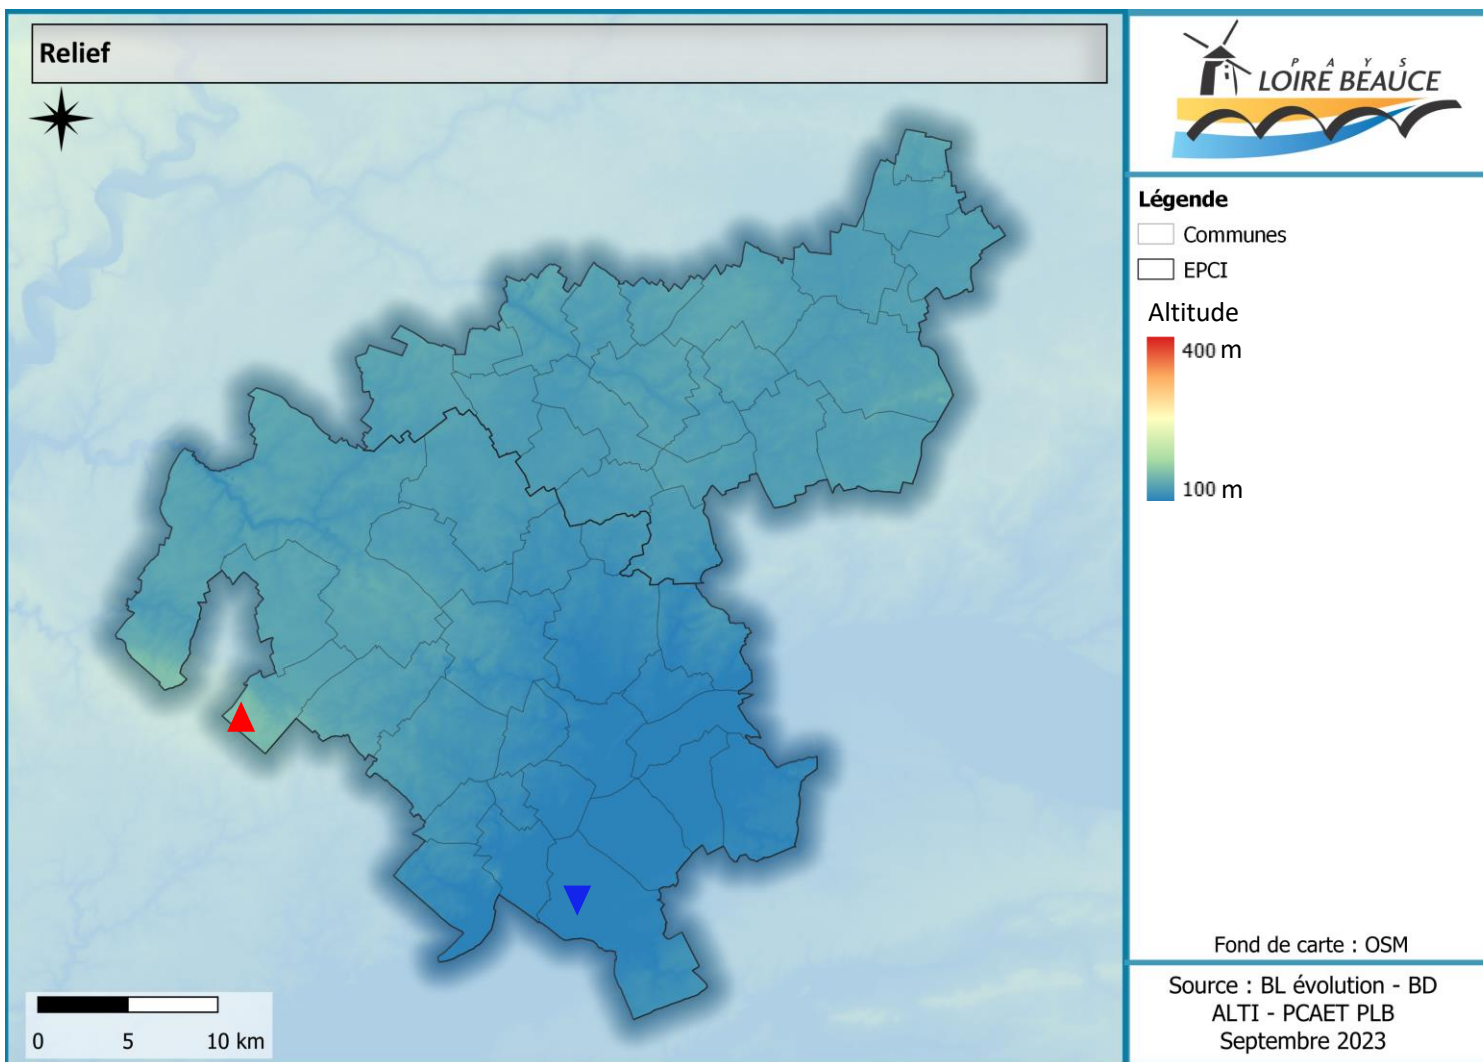 Relief
PAYS
LOIRE BEAUCE
Légende
Communes
EPCI
Altitude
400 m
100 m
Fond de carte : OSM
Source : BL évolution - BD
ALTI - PCAET PLB
Septembre 2023
0 5 10 km